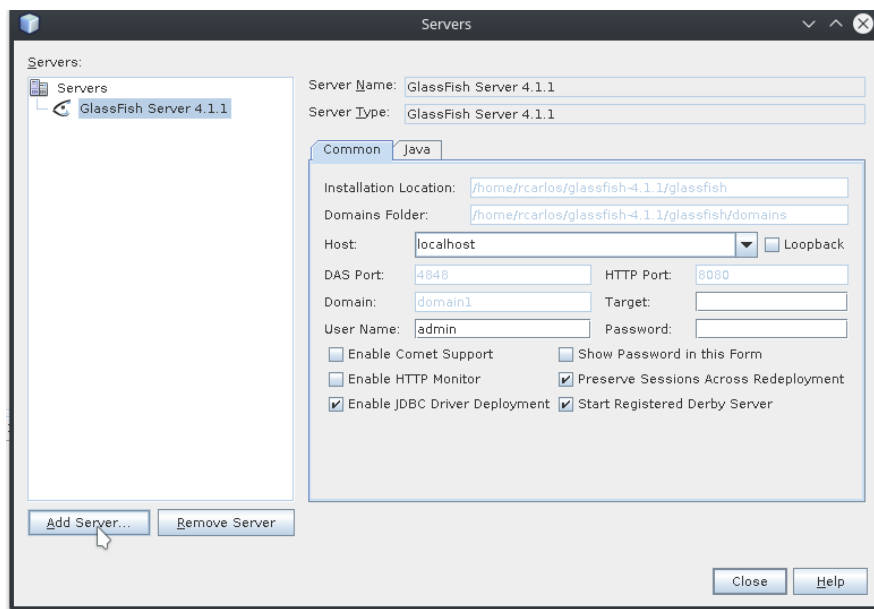 Servers
Servers:
Servers
GlassFish Server 4.1.1
Server Name: GlassFish Server 4.1.1
Server Type: GlassFish Server 4.1.1
Common Java
Installation Location: /home/rcarlos/glassfish-4.1.1/glassfish
Domains Folder: /home/rcarlos/glassfish-4.1.1/glassfish/domains
Host: localhost Loopback
DAS Port: 4848 HTTP Port: 8080
Domain: domain1 Target:
User Name: admin Password:
Enable Comet Support Show Password in this Form
Enable HTTP Monitor Preserve Sessions Across Redeployment
Enable JDBC Driver Deployment Start Registered Derby Server
Add Server... Remove Server
Close Help